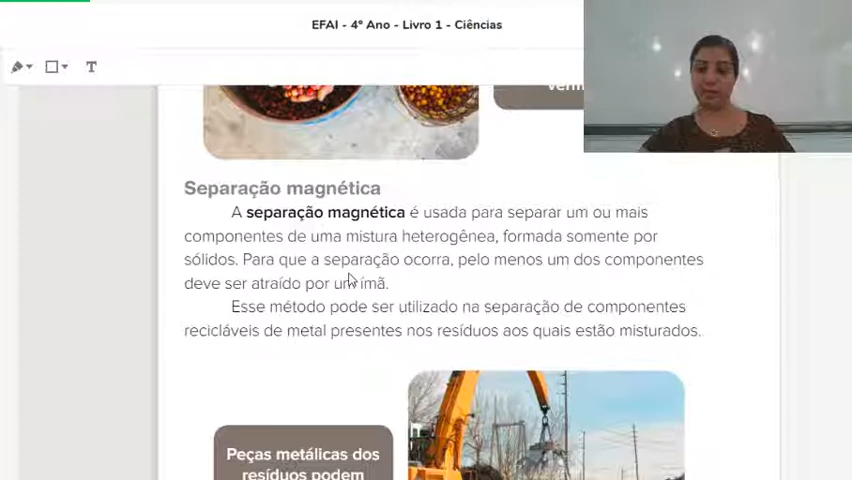 EFAI - 4º Ano - Livro 1 - Ciências
T
Separação magnética
A separação magnética é usada para separar um ou mais
componentes de uma mistura heterogênea, formada somente por
sólidos. Para que a separação ocorra, pelo menos um dos componentes
deve ser atraído por um ímã.
Esse método pode ser utilizado na separação de componentes
recicláveis de metal presentes nos resíduos aos quais estão misturados.
Peças metálicas dos
resíduos podem